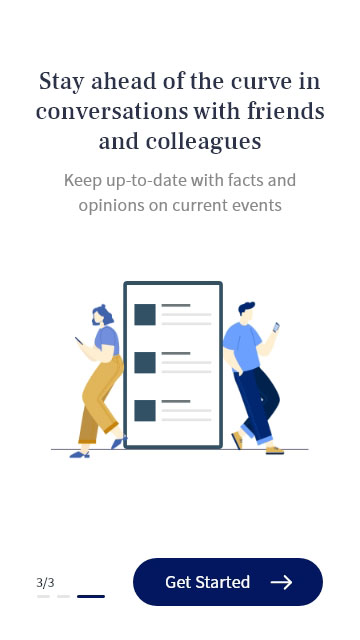 Stay ahead of the curve in
conversations with friends
and colleagues
Keep up-to-date with facts and
opinions on current events
3/3
Get Started